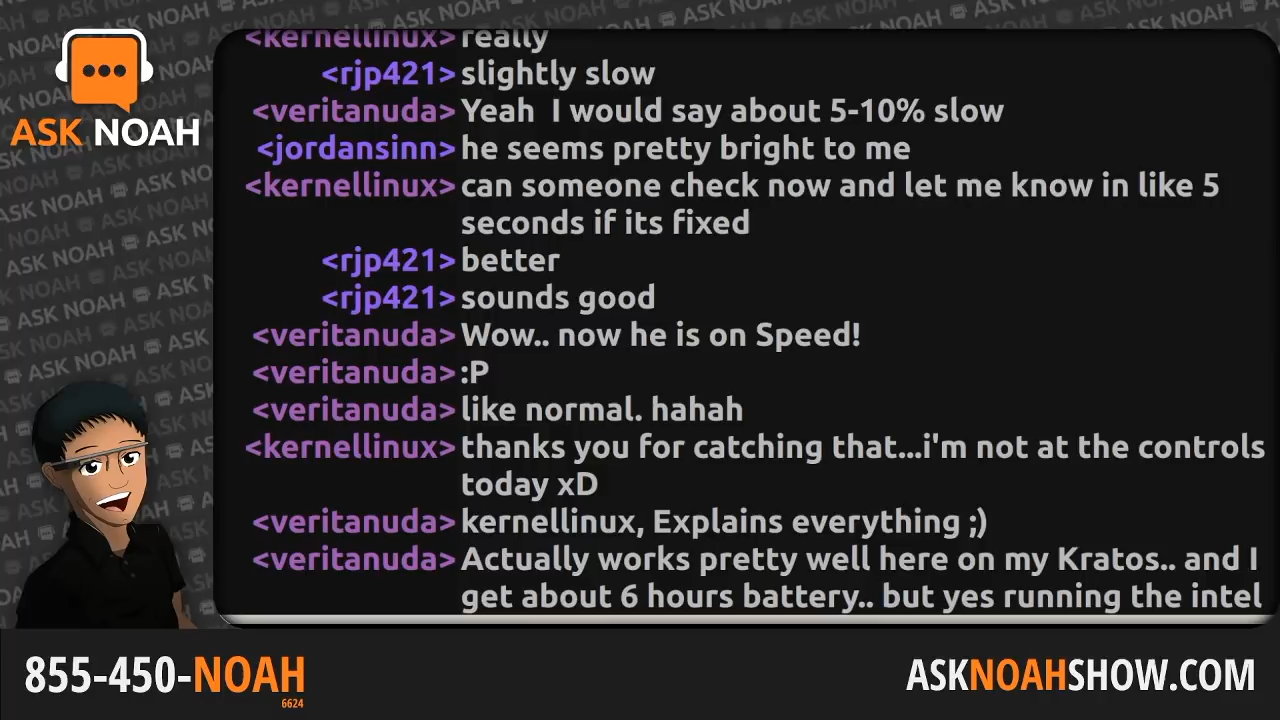 ASK NOAH
<kernellinux> really
<rjp421> slightly slow
<veritanuda> Yeah  I would say about 5-10% slow
<jordansinn> he seems pretty bright to me
<kernellinux> can someone check now and let me know in like 5
seconds if its fixed
<rjp421> better
<rjp421> sounds good
<veritanuda> Wow.. now he is on Speed!
<veritanuda> :P
<veritanuda> like normal. hahah
<kernellinux> thanks you for catching that...i'm not at the controls
today xD
<veritanuda> kernellinux, Explains everything ;)
<veritanuda> Actually works pretty well here on my Kratos.. and I
get about 6 hours battery.. but yes running the intel
855-450-NOAH
6624
ASKNOAHSHOW.COM